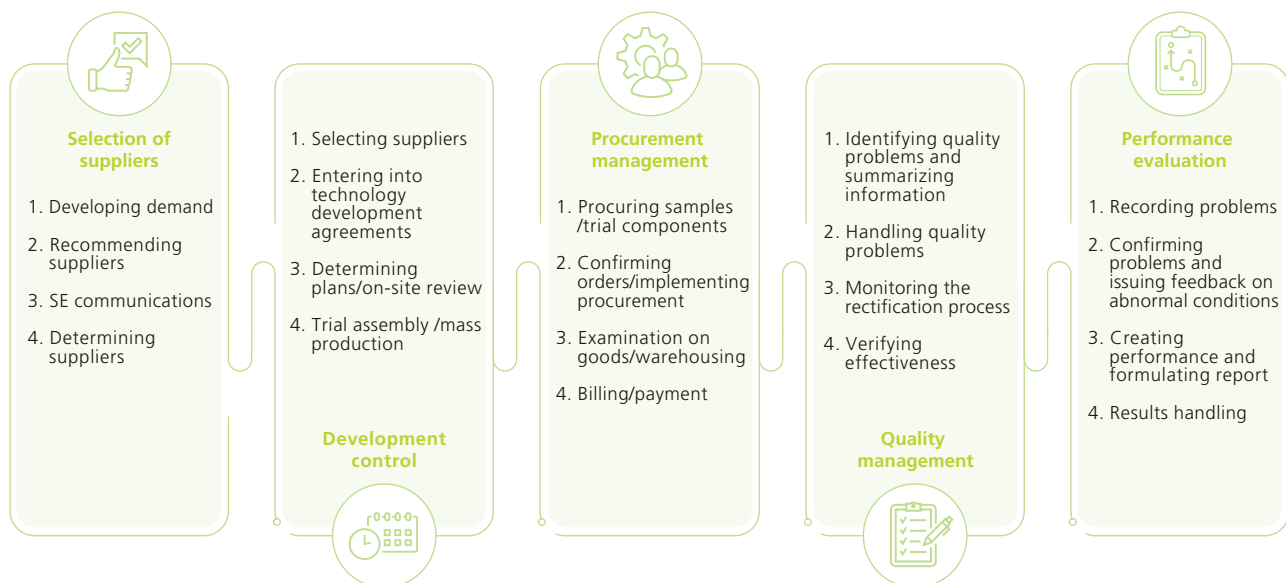 Selection of
suppliers
1. Developing demand
2. Recommending
suppliers
3. SE communications
4. Determining
suppliers
1. Selecting suppliers
2. Entering into
technology
development
agreements
3. Determining
plans/on-site review
4. Trial assembly /mass
production
Development
control
Procurement
management
1. Procuring samples
/trial components
2. Confirming
orders/implementing
procurement
3. Examination on
goods/warehousing
4. Billing/payment
1. Identifying quality
problems and
summarizing
information
2. Handling quality
problems
3. Monitoring the
rectification process
4. Verifying
effectiveness
Quality
management
Performance
evaluation
1. Recording problems
2. Confirming
problems and
issuing feedback on
abnormal conditions
3. Creating
performance and
formulating report
4. Results handling